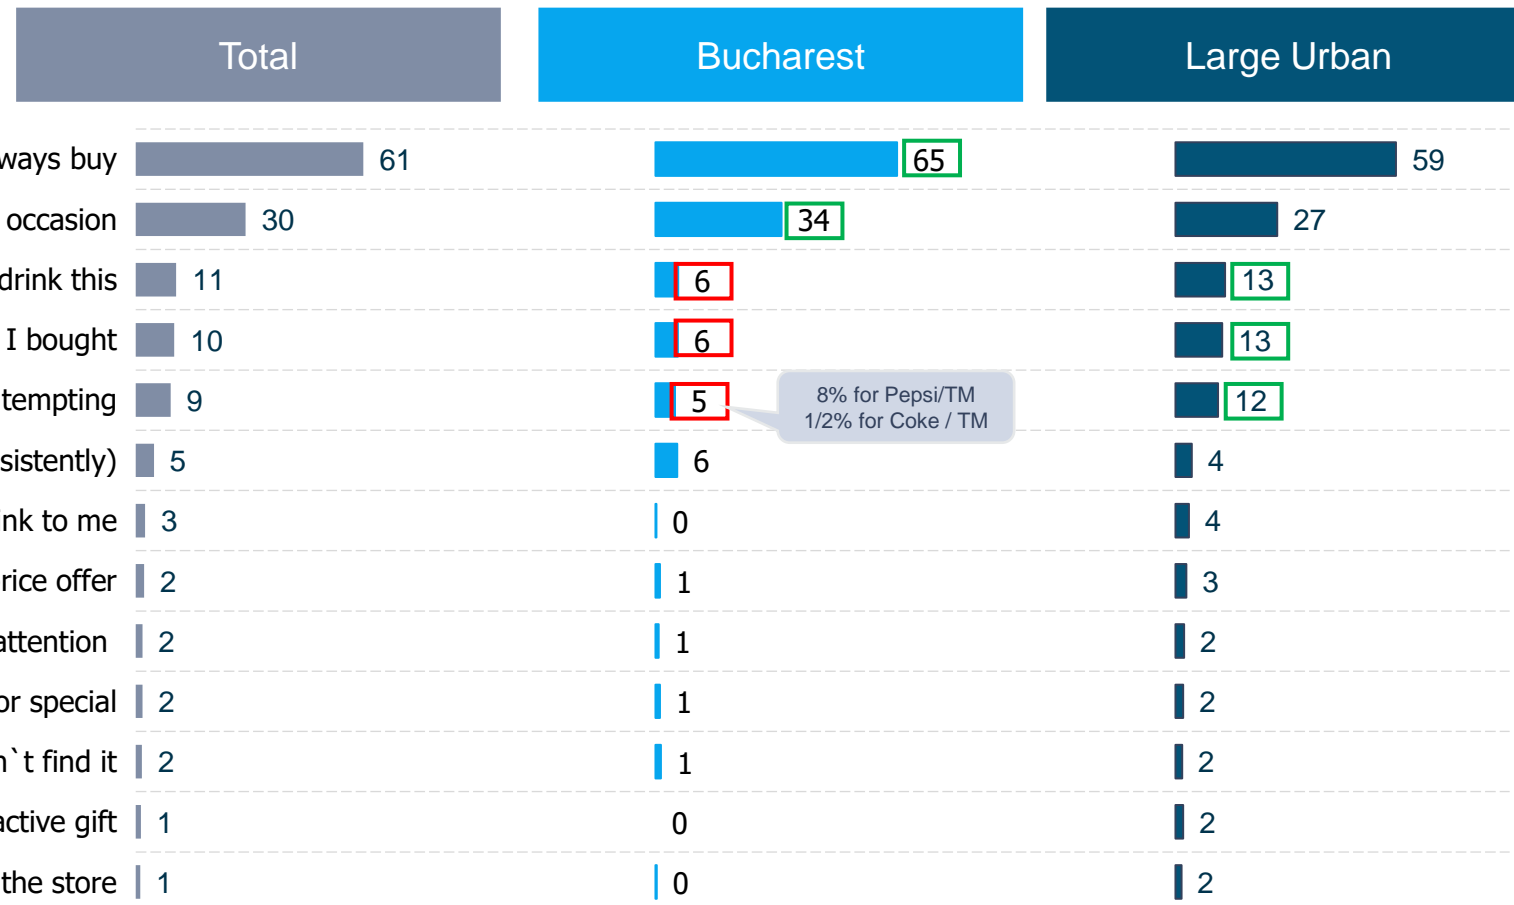 Total Bucharest Large Urban
ways buy 61 65 59
occasion 30 34 27
drink this 11 6 13
I bought 10 6 13
tempting 9 5 12
8% for Pepsi/TM
1/2% for Coke / TM
sistently) 5 6 4
nk to me 3 0 4
rice offer 2 1 3
attention 2 1 2
or special 2 1 2
n`t find it 2 1 2
active gift 1 0 2
the store 1 0 2